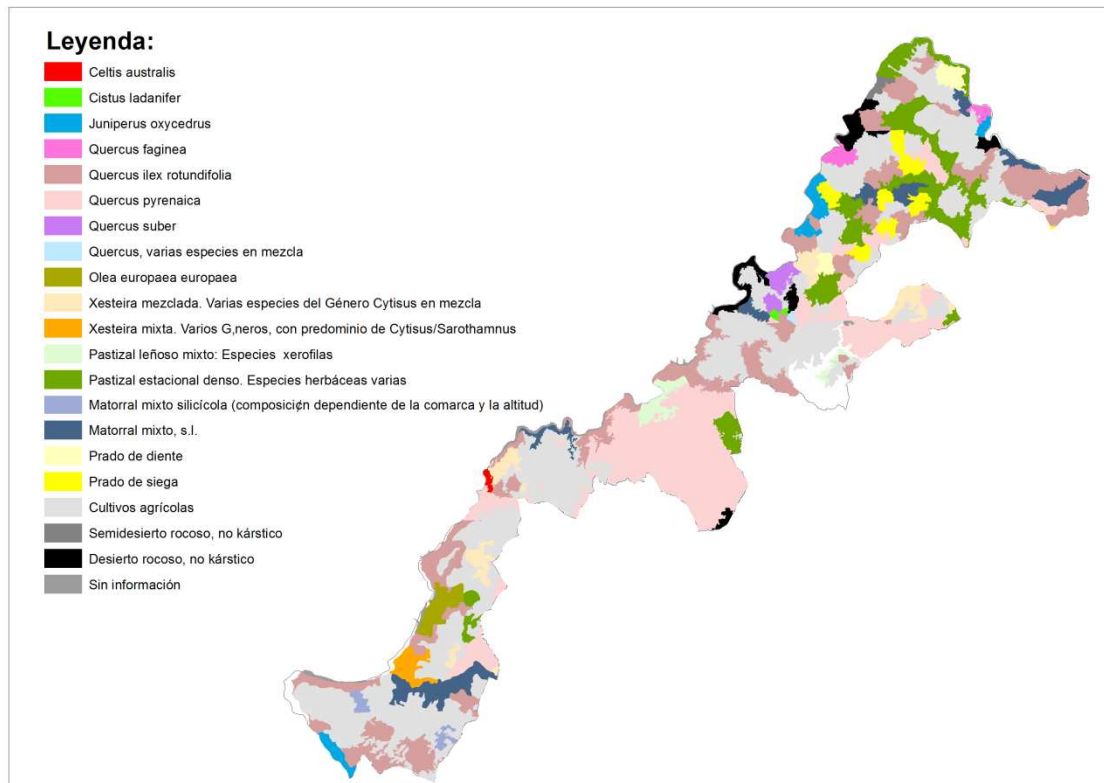 Leyenda:
Celtis australis
Cistus ladanifer
Juniperus oxycedrus
Quercus faginea
Quercus ilex rotundifolia
Quercus pyrenaica
Quercus suber
Quercus, varias especies en mezcla
Olea europaea europaea
Xesteira mezclada. Varias especies del Género Cytisus en mezcla
Xesteira mixta. Varios G,neros, con predominio de Cytisus/Sarothamnus
Pastizal leñoso mixto: Especies xerofilas
Pastizal estacional denso. Especies herbáceas varias
Matorral mixto silicícola (composici¢n dependiente de la comarca y la altitud)
Matorral mixto, s.l.
Prado de diente
Prado de siega
Cultivos agrícolas
Semidesierto rocoso, no kárstico
Desierto rocoso, no kárstico
Sin información